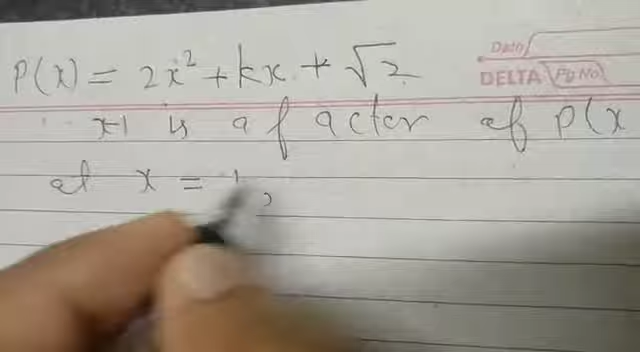 P(x) = 2x² + kx + √2
Date
DELTA Pg No
x-1 is a factor of P(x
at x = 1,